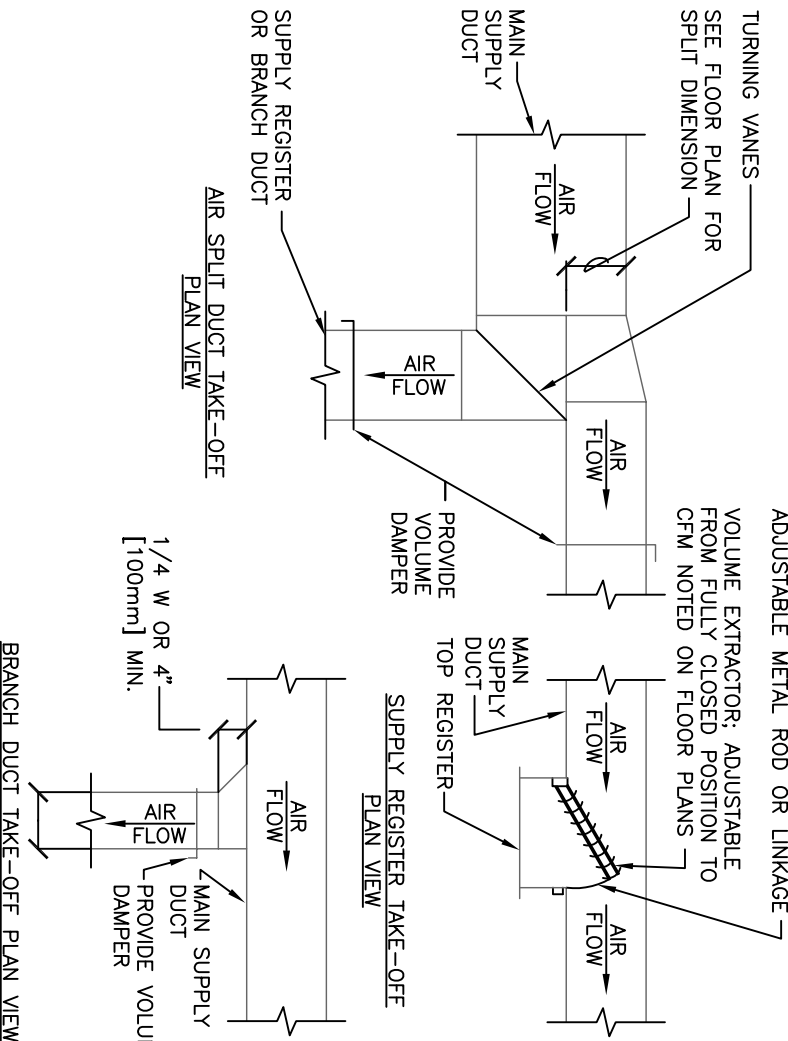 TURNING VANES
SEE FLOOR PLAN FOR
SPLIT DIMENSION
MAIN
SUPPLY
DUCT
AIR
FLOW
AIR
FLOW
AIR
FLOW
SUPPLY REGISTER
OR BRANCH DUCT
PROVIDE
VOLUME
DAMPER
AIR SPLIT DUCT TAKE-OFF
PLAN VIEW
ADJUSTABLE METAL ROD OR LINKAGE
VOLUME EXTRACTOR; ADJUSTABLE
FROM FULLY CLOSED POSITION TO
CFM NOTED ON FLOOR PLANS
MAIN
SUPPLY
DUCT
TOP REGISTER
AIR
FLOW
AIR
FLOW
SUPPLY REGISTER TAKE-OFF
PLAN VIEW
1/4 W OR 4"
[100mm] MIN.
AIR
FLOW
AIR
FLOW
MAIN SUPPLY
DUCT
PROVIDE VOLU
DAMPER
BRANCH DUCT TAKE-OFF PLAN VIEW